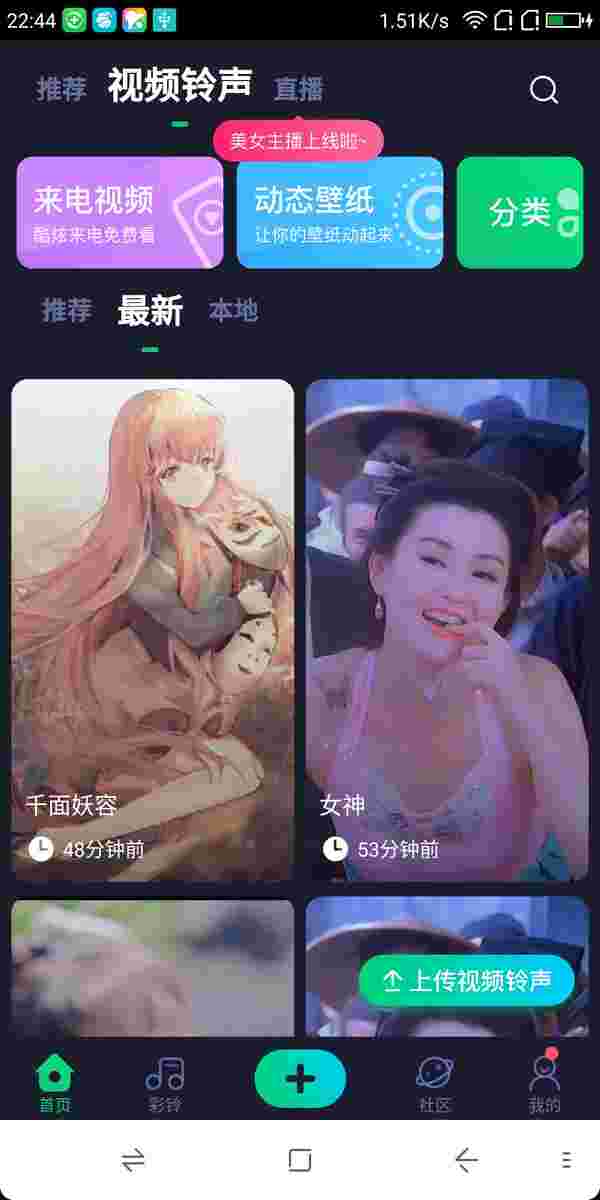 22:44
1.51K/s
推荐 视频铃声 直播
美女主播上线啦~
来电视频
酷炫来电免费看
动态壁纸
让你的壁纸动起来
分类
推荐 最新 本地
千面妖容
48分钟前
女神
53分钟前
上传视频铃声
首页 彩铃 社区 我的